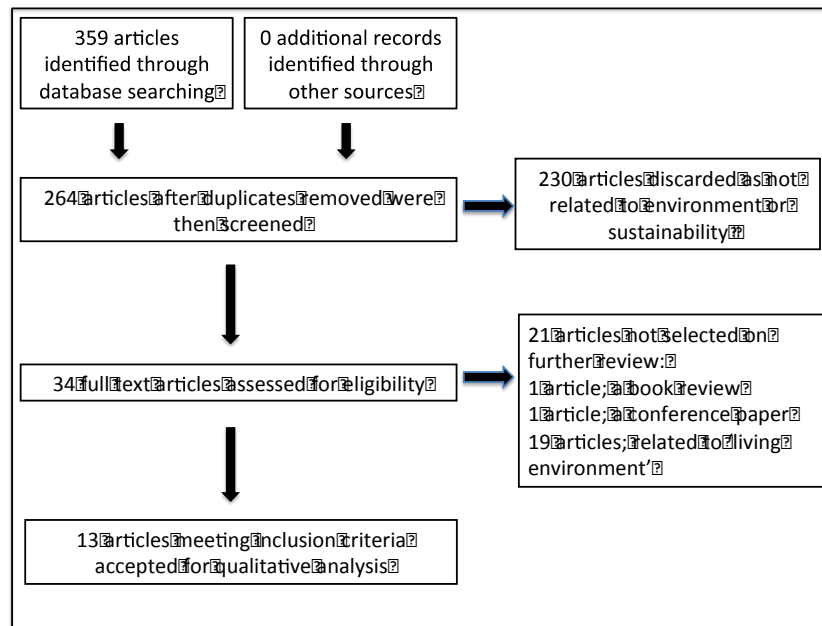 359 articles
identified through
database searching
0 additional records
identified through
other sources
264 articles after duplicates removed were
then screened
230 articles discarded as not
related to environment or
sustainability
34 full text articles assessed for eligibility
21 articles not selected on
further review:
1 article; a book review
1 article; a conference paper
19 articles; related to 'living
environment'
13 articles meeting inclusion criteria
accepted for qualitative analysis